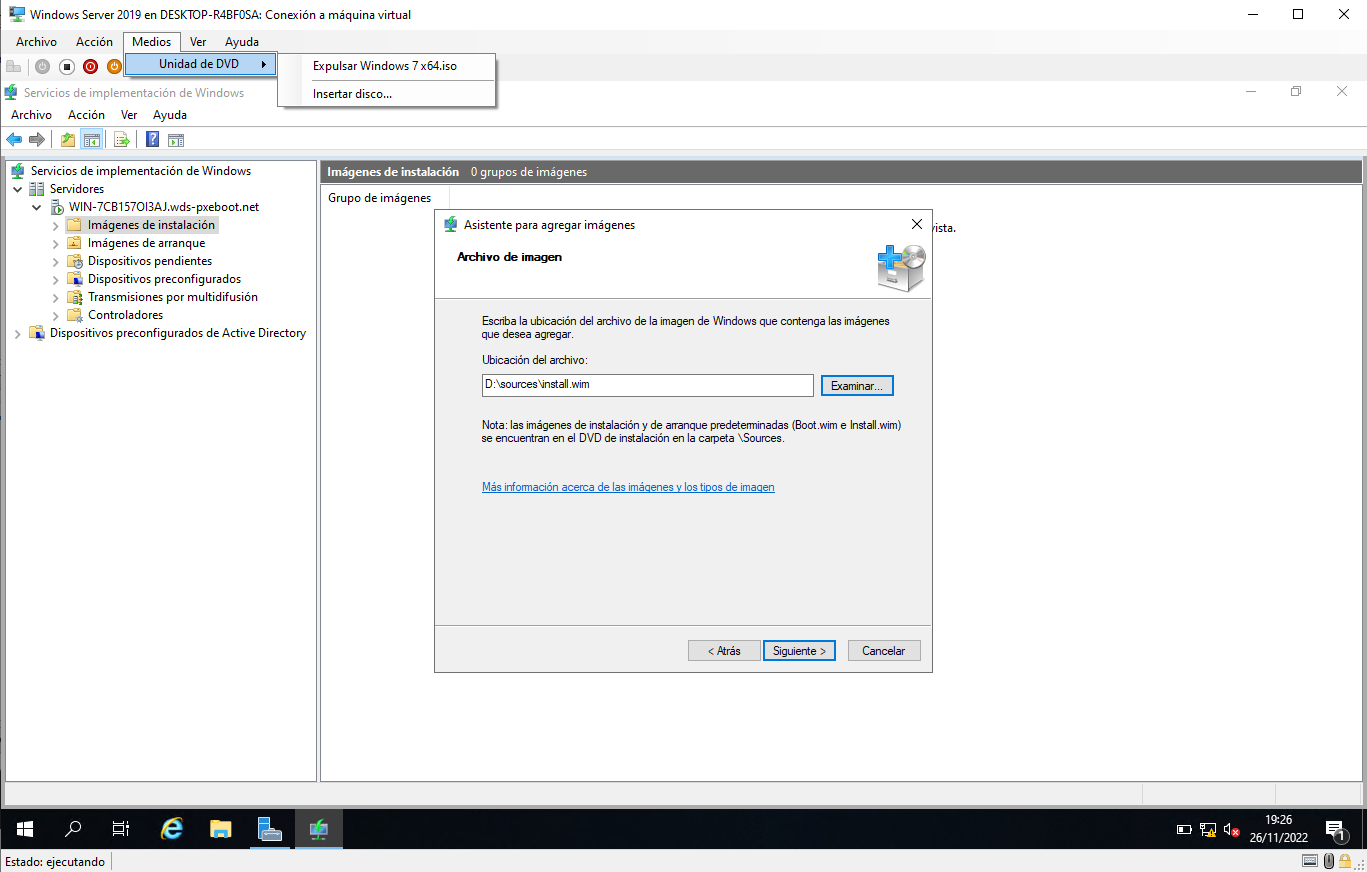 Windows Server 2019 en DESKTOP-R4BF0SA: Conexión a máquina virtual
Archivo Acción Medios Ver Ayuda
Unidad de DVD
Expulsar Windows 7 x64.iso
Insertar disco...
Servicios de implementación de Windows
Archivo Acción Ver Ayuda
Servicios de implementación de Windows
Servidores
WIN-7CB157OI3AJ.wds-pxeboot.net
Imágenes de instalación
Imágenes de arranque
Dispositivos pendientes
Dispositivos preconfigurados
Transmisiones por multidifusión
Controladores
Dispositivos preconfigurados de Active Directory
Imágenes de instalación 0 grupos de imágenes
Grupo de imágenes
vista.
Asistente para agregar imágenes
Archivo de imagen
Escriba la ubicación del archivo de la imagen de Windows que contenga las imágenes
que desea agregar.
Ubicación del archivo:
D:\sources\install.wim
Examinar...
Nota: las imágenes de instalación y de arranque predeterminadas (Boot.wim e Install.wim)
se encuentran en el DVD de instalación en la carpeta \Sources.
Más información acerca de las imágenes y los tipos de imagen
< Atrás Siguiente > Cancelar
19:26
26/11/2022
1
Estado: ejecutando